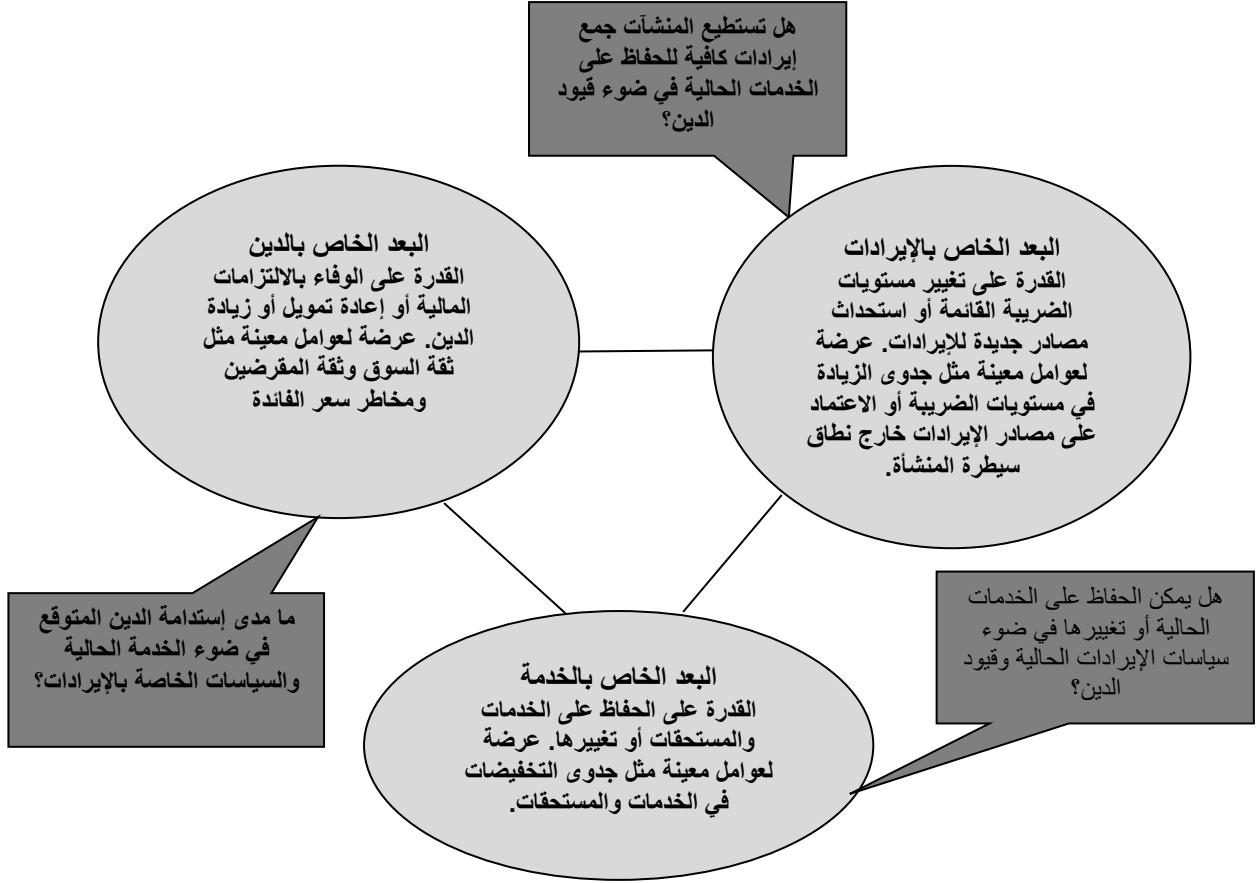 هل تستطيع المنشآت جمع
إيرادات كافية للحفاظ على
الخدمات الحالية في ضوء قيود
الدين؟
البعد الخاص بالإيرادات
القدرة على تغيير مستويات
الضريبة القائمة أو استحداث
مصادر جديدة للإيرادات. عرضة
لعوامل معينة مثل جدوى الزيادة
في مستويات الضريبة أو الاعتماد
على مصادر الإيرادات خارج نطاق
سيطرة المنشأة.
البعد الخاص بالدين
القدرة على الوفاء بالالتزامات
المالية أو إعادة تمويل أو زيادة
الدين. عرضة لعوامل معينة مثل
ثقة السوق وثقة المقرضين
ومخاطر سعر الفائدة
هل يمكن الحفاظ على الخدمات
الحالية أو تغييرها في ضوء
سياسات الإيرادات الحالية وقيود
الدين؟
ما مدى إستدامة الدين المتوقع
في ضوء الخدمة الحالية
والسياسات الخاصة بالإيرادات؟
البعد الخاص بالخدمة
القدرة على الحفاظ على الخدمات
والمستحقات أو تغييرها. عرضة
لعوامل معينة مثل جدوى التخفيضات
في الخدمات والمستحقات.